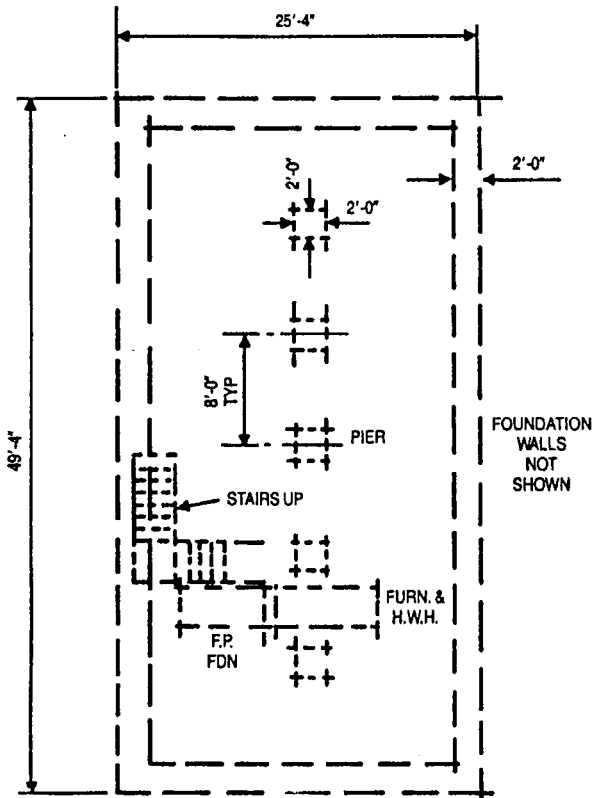 25'-4"
2'-0"
2'-0"
2'-0"
8'-0"
TYP
PIER
49'-4"
FOUNDATION
WALLS
NOT
SHOWN
STAIRS UP
FURN. &
H.W.H.
F.P.
FDN